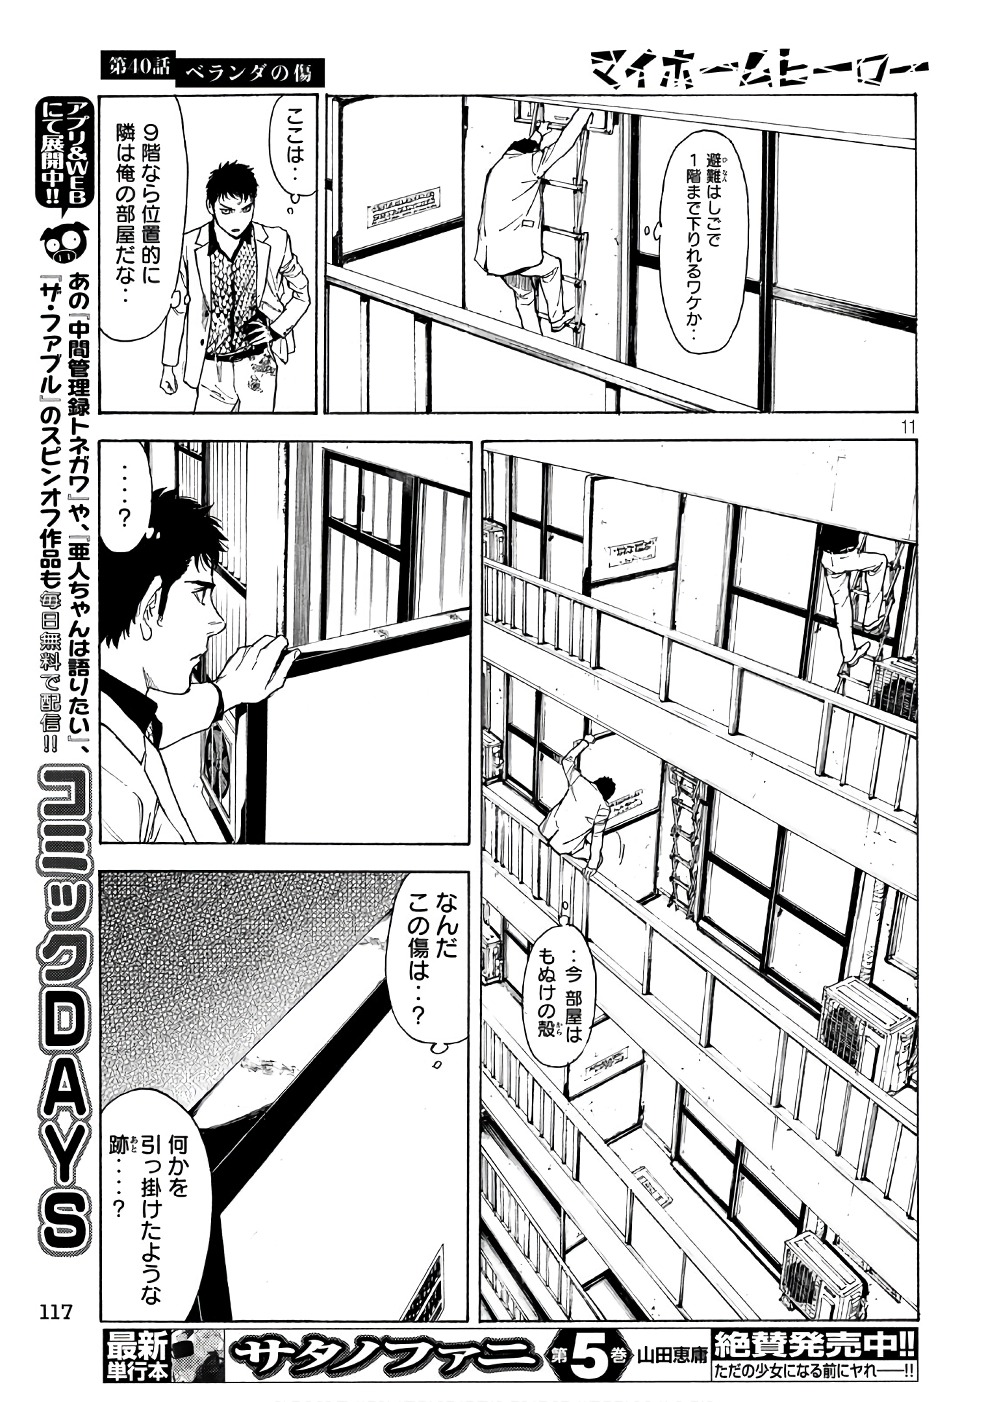 第40話
ベランダの傷
マイホームヒーロー
避難はしごで
ひなん
1階まで下りれるワケか‥
ここは‥‥
9階なら位置的に
隣は俺の部屋だな‥
11
‥今 部屋は
もぬけの殻
から
‥‥?
なんだ
この傷は‥‥?
何かを
引っ掛けたような
跡‥‥?
あと
アプリ&WEB
にて展開中!!
あの『中間管理録トネガワ』や、『亜人ちゃんは語りたい』、
『ザ・ファブル』のスピンオフ作品も毎日無料で配信!!
コミックDAYS
117
最新
単行本
サタノファニ
第5巻
山田恵庸
絶賛発売中!!
ただの少女になる前にヤれ――!!